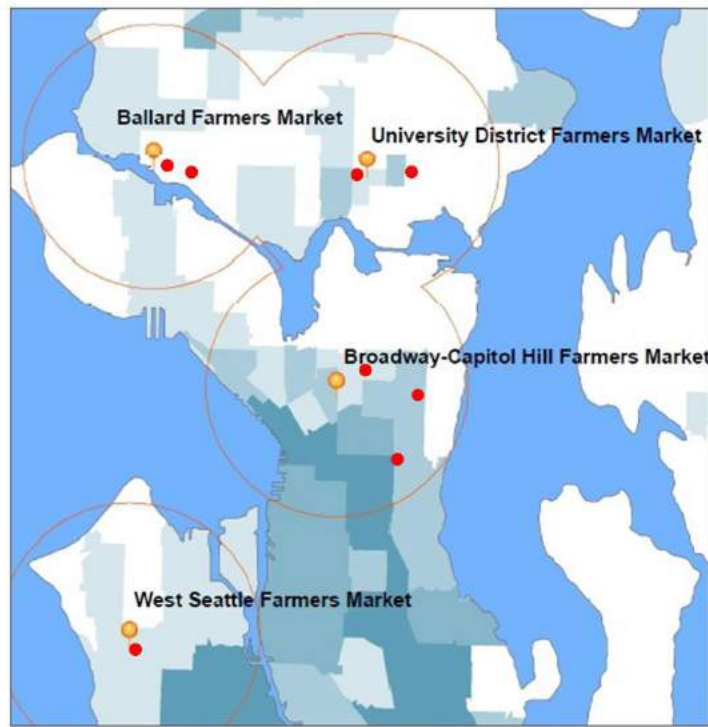 Ballard Farmers Market
University District Farmers Market
Broadway-Capitol Hill Farmers Market
West Seattle Farmers Market